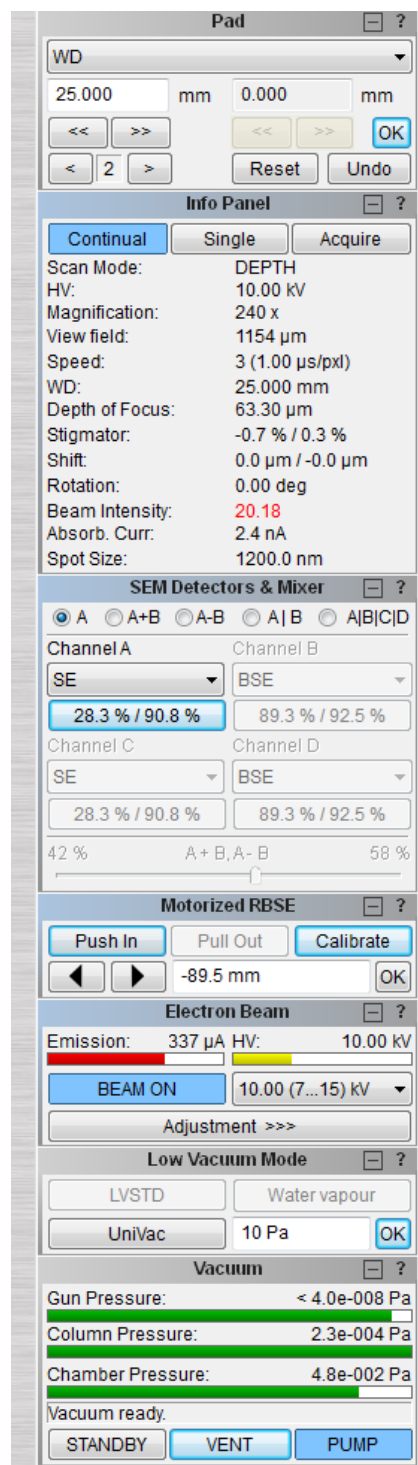 Pad ?
WD
25.000 mm 0.000 mm
<< >> << >> OK
< 2 > Reset Undo
Info Panel ?
Continual Single Acquire
Scan Mode: DEPTH
HV: 10.00 kV
Magnification: 240 x
View field: 1154 µm
Speed: 3 (1.00 µs/pxl)
WD: 25.000 mm
Depth of Focus: 63.30 µm
Stigmator: -0.7 % / 0.3 %
Shift: 0.0 µm / -0.0 µm
Rotation: 0.00 deg
Beam Intensity: 20.18
Absorb. Curr: 2.4 nA
Spot Size: 1200.0 nm
SEM Detectors & Mixer ?
A A+B A-B A | B A|B|C|D
Channel A Channel B
SE BSE
28.3 % / 90.8 % 89.3 % / 92.5 %
Channel C Channel D
SE BSE
28.3 % / 90.8 % 89.3 % / 92.5 %
42 % A + B, A - B 58 %
Motorized RBSE ?
Push In Pull Out Calibrate
-89.5 mm OK
Electron Beam ?
Emission: 337 µA HV: 10.00 kV
BEAM ON 10.00 (7...15) kV
Adjustment >>>
Low Vacuum Mode ?
LVSTD Water vapour
UniVac 10 Pa OK
Vacuum ?
Gun Pressure: < 4.0e-008 Pa
Column Pressure: 2.3e-004 Pa
Chamber Pressure: 4.8e-002 Pa
Vacuum ready.
STANDBY VENT PUMP